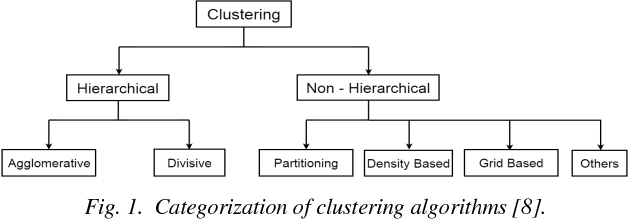 Clustering
Hierarchical
Non - Hierarchical
Agglomerative
Divisive
Partitioning
Density Based
Grid Based
Others
Fig. 1. Categorization of clustering algorithms [8].